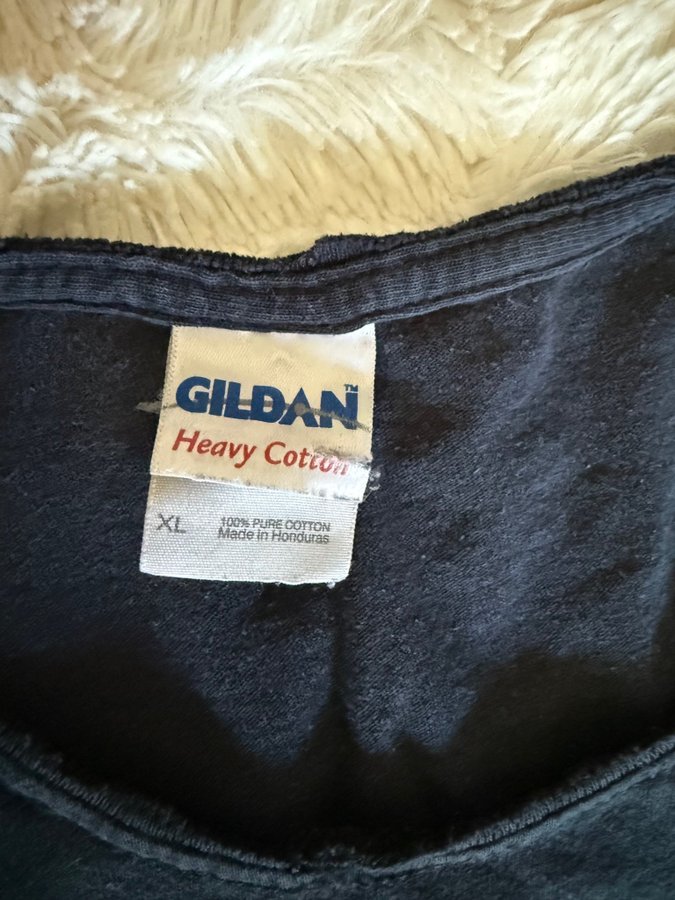 GILDAN™
Heavy Cotton
XL
100% PURE COTTON
Made in Honduras